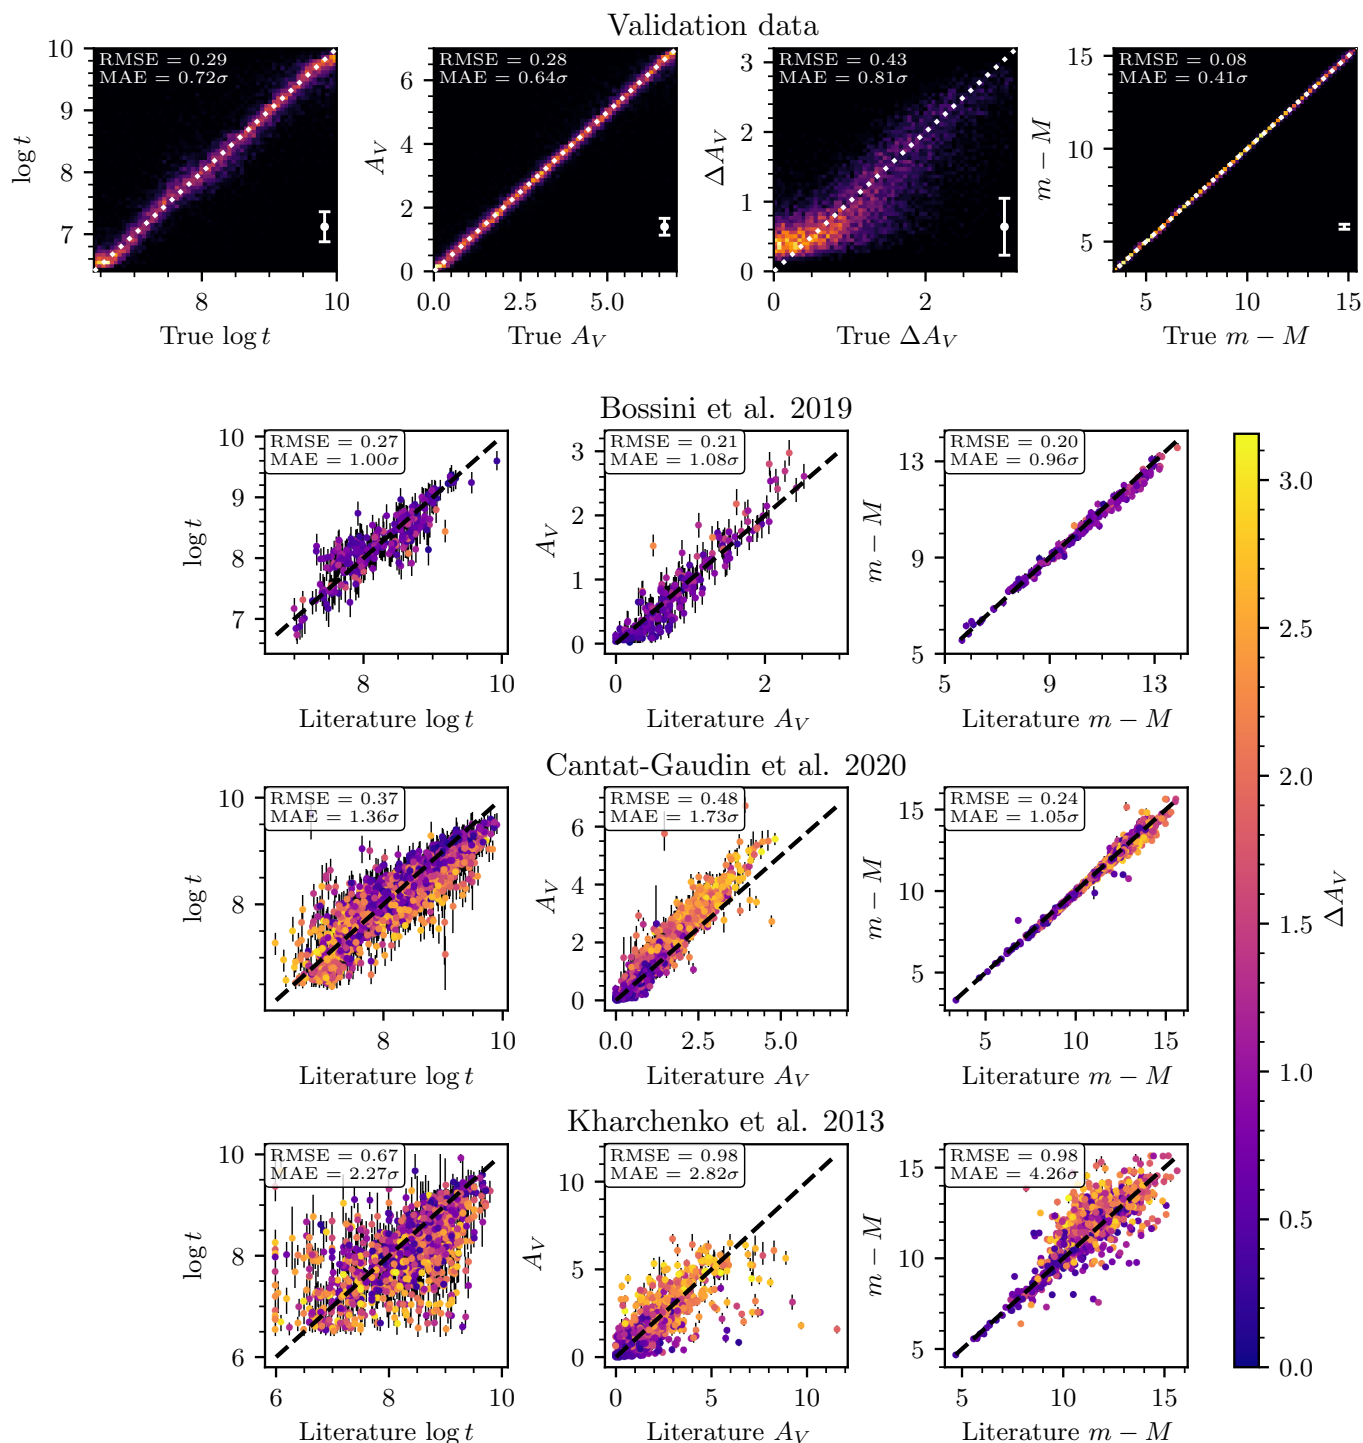 Validation data
RMSE = 0.29
MAE = 0.72σ
10
9
8
7
log t
8
10
True log t
RMSE = 0.28
MAE = 0.64σ
6
4
2
0
A_V
0.0
2.5
5.0
True A_V
RMSE = 0.43
MAE = 0.81σ
3
2
1
0
ΔA_V
0
2
True ΔA_V
RMSE = 0.08
MAE = 0.41σ
15
10
5
m − M
5
10
15
True m − M
Bossini et al. 2019
RMSE = 0.27
MAE = 1.00σ
10
9
8
7
log t
8
10
Literature log t
RMSE = 0.21
MAE = 1.08σ
3
2
1
0
A_V
0
2
Literature A_V
RMSE = 0.20
MAE = 0.96σ
13
9
5
m − M
5
9
13
Literature m − M
Cantat-Gaudin et al. 2020
RMSE = 0.37
MAE = 1.36σ
10
8
log t
8
10
Literature log t
RMSE = 0.48
MAE = 1.73σ
6
4
2
0
A_V
0.0
2.5
5.0
Literature A_V
RMSE = 0.24
MAE = 1.05σ
15
10
5
m − M
5
10
15
Literature m − M
Kharchenko et al. 2013
RMSE = 0.67
MAE = 2.27σ
10
8
6
log t
6
8
10
Literature log t
RMSE = 0.98
MAE = 2.82σ
10
5
0
A_V
0
5
10
Literature A_V
RMSE = 0.98
MAE = 4.26σ
15
10
5
m − M
5
10
15
Literature m − M
3.0
2.5
2.0
1.5
1.0
0.5
0.0
ΔA_V